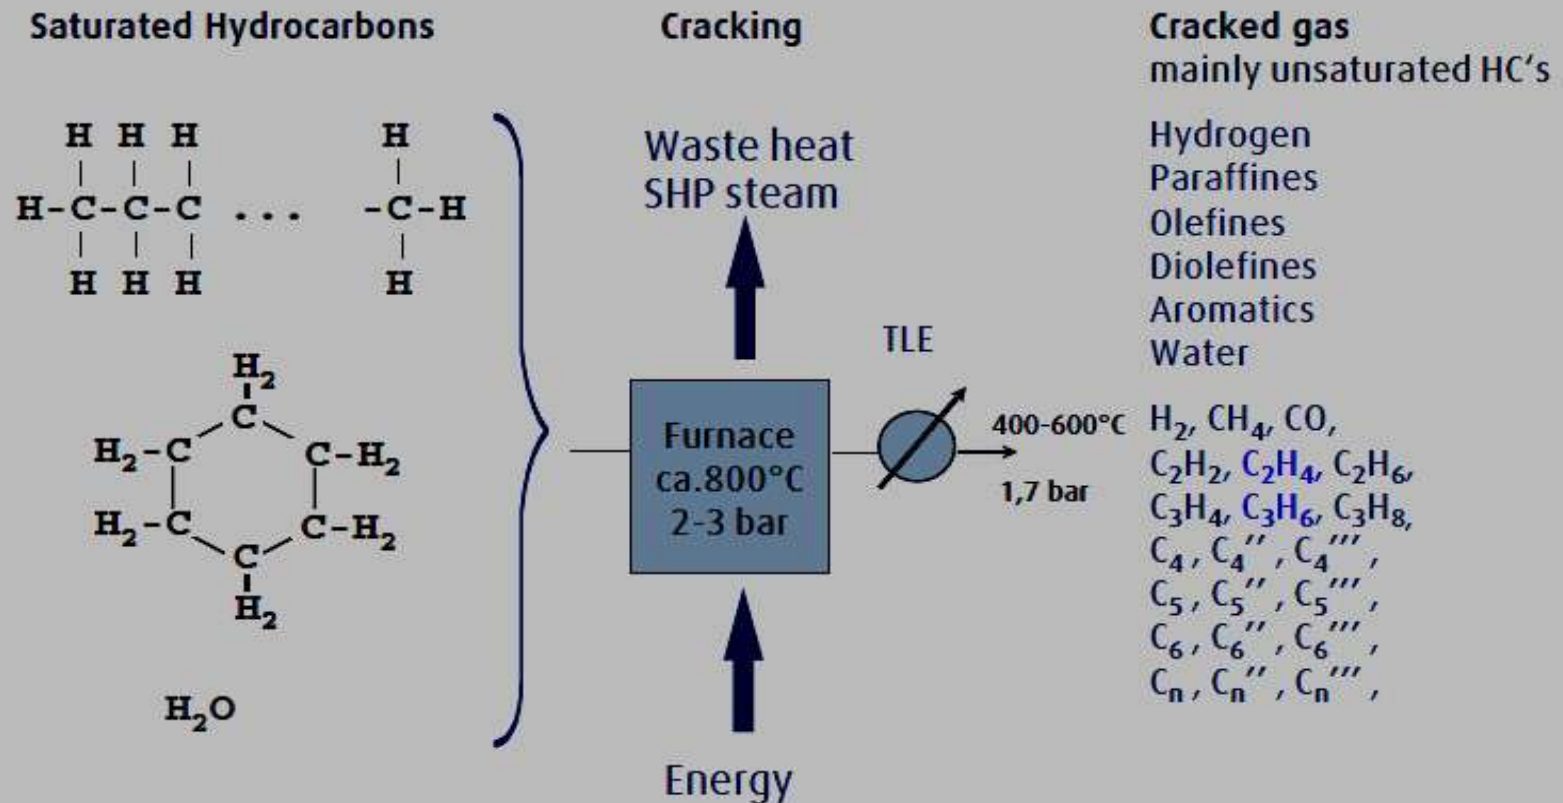 Saturated Hydrocarbons
H H H H
| | | |
H-C-C-C ... -C-H
| | | |
H H H H
H₂
C
H₂-C C-H₂
H₂-C C-H₂
C
H₂
H₂O
Cracking
Waste heat
SHP steam
TLE
Furnace
ca.800°C
2-3 bar
400-600°C
1,7 bar
Energy
Cracked gas
mainly unsaturated HC's
Hydrogen
Paraffines
Olefines
Diolefines
Aromatics
Water
H₂, CH₄, CO,
C₂H₂, C₂H₄, C₂H₆,
C₃H₄, C₃H₆, C₃H₈,
C₄ , C₄'' , C₄''' ,
C₅ , C₅'' , C₅''' ,
C₆ , C₆'' , C₆''' ,
Cₙ , Cₙ'' , Cₙ''' ,